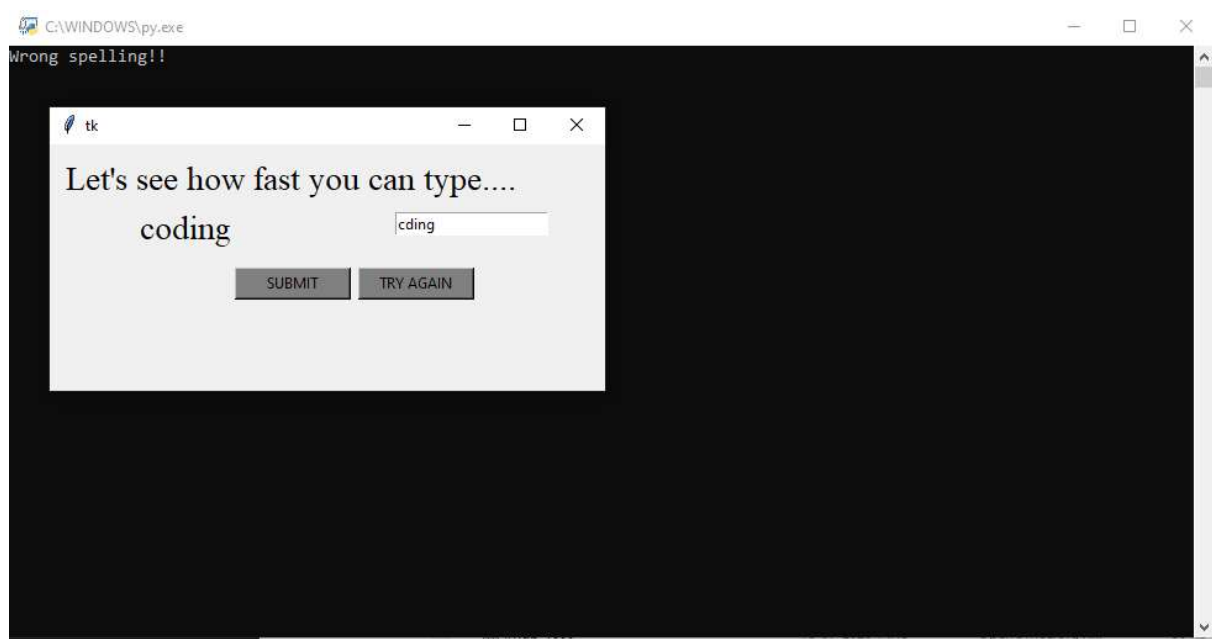 C:\WINDOWS\py.exe
Wrong spelling!!
tk
Let's see how fast you can type....
coding
cding
SUBMIT TRY AGAIN